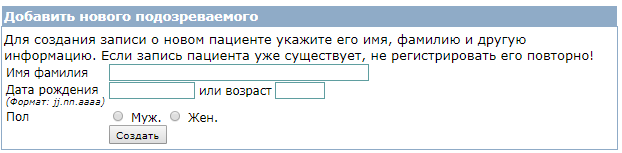 Добавить нового подозреваемого
Для создания записи о новом пациенте укажите его имя, фамилию и другую
информацию. Если запись пациента уже существует, не регистрировать его повторно!
Имя фамилия
Дата рождения или возраст
(Формат: jj.nn.aaaa)
Пол Муж. Жен.
Создать